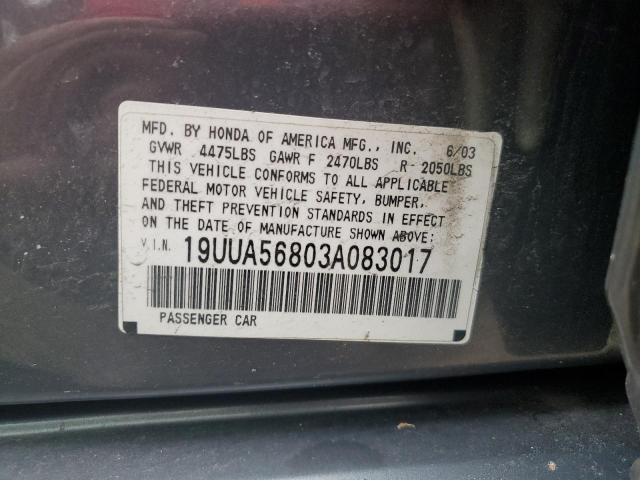 MFD. BY HONDA OF AMERICA MFG., INC. 6/03
GVWR 4475LBS GAWR F 2470LBS R- 2050LBS
THIS VEHICLE CONFORMS TO ALL APPLICABLE
FEDERAL MOTOR VEHICLE SAFETY, BUMPER,
AND THEFT PREVENTION STANDARDS IN EFFECT
ON THE DATE OF MANUFACTURE SHOWN ABOVE:
V.I.N. 19UUA56803A083017
PASSENGER CAR